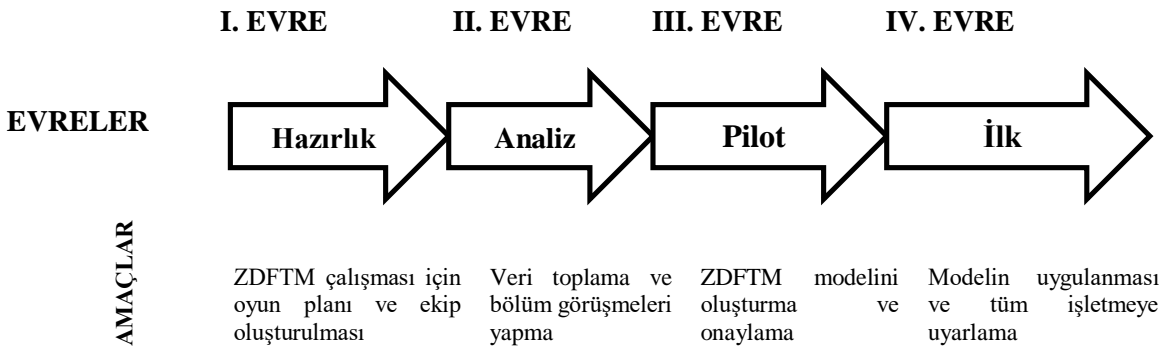 I. EVRE II. EVRE III. EVRE IV. EVRE
EVRELER
Hazırlık Analiz Pilot İlk
AMAÇLAR
ZDFTM çalışması için
oyun planı ve ekip
oluşturulması
Veri toplama ve
bölüm görüşmeleri
yapma
ZDFTM modelini
oluşturma ve
onaylama
Modelin uygulanması
ve tüm işletmeye
uyarlama